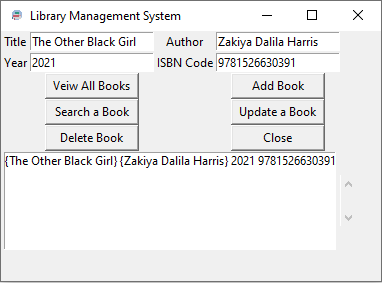 Library Management System
Title The Other Black Girl Author Zakiya Dalila Harris
Year 2021 ISBN Code 9781526630391
Veiw All Books Add Book
Search a Book Update a Book
Delete Book Close
{The Other Black Girl} {Zakiya Dalila Harris} 2021 9781526630391